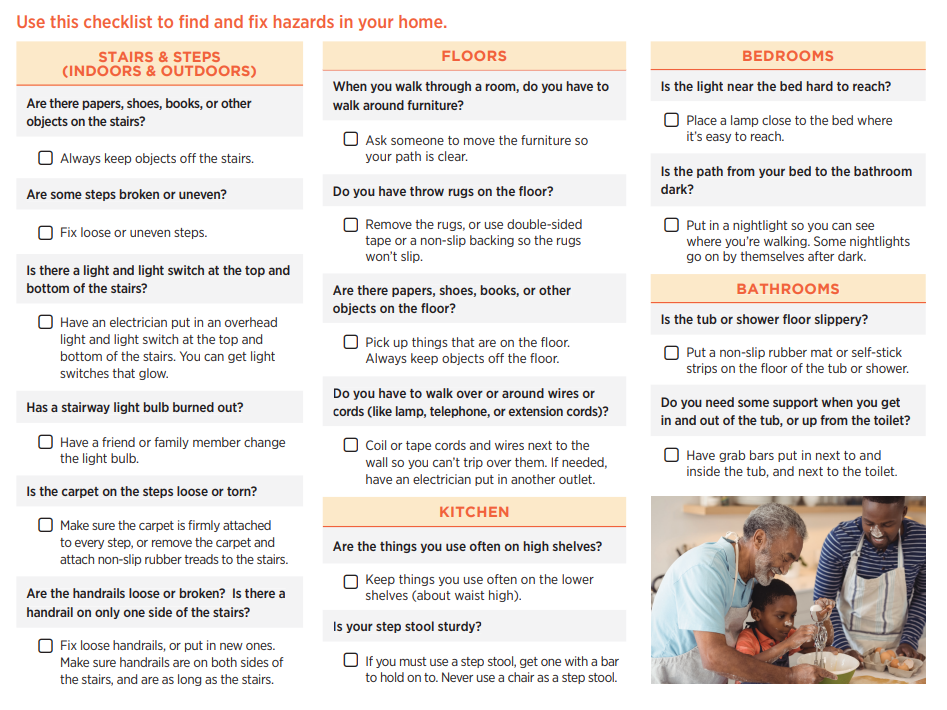 Use this checklist to find and fix hazards in your home.
STAIRS & STEPS
(INDOORS & OUTDOORS)
Are there papers, shoes, books, or other
objects on the stairs?
Always keep objects off the stairs.
Are some steps broken or uneven?
Fix loose or uneven steps.
Is there a light and light switch at the top and
bottom of the stairs?
Have an electrician put in an overhead
light and light switch at the top and
bottom of the stairs. You can get light
switches that glow.
Has a stairway light bulb burned out?
Have a friend or family member change
the light bulb.
Is the carpet on the steps loose or torn?
Make sure the carpet is firmly attached
to every step, or remove the carpet and
attach non-slip rubber treads to the stairs.
Are the handrails loose or broken? Is there a
handrail on only one side of the stairs?
Fix loose handrails, or put in new ones.
Make sure handrails are on both sides of
the stairs, and are as long as the stairs.
FLOORS
When you walk through a room, do you have to
walk around furniture?
Ask someone to move the furniture so
your path is clear.
Do you have throw rugs on the floor?
Remove the rugs, or use double-sided
tape or a non-slip backing so the rugs
won't slip.
Are there papers, shoes, books, or other
objects on the floor?
Pick up things that are on the floor.
Always keep objects off the floor.
Do you have to walk over or around wires or
cords (like lamp, telephone, or extension cords)?
Coil or tape cords and wires next to the
wall so you can't trip over them. If needed,
have an electrician put in another outlet.
KITCHEN
Are the things you use often on high shelves?
Keep things you use often on the lower
shelves (about waist high).
Is your step stool sturdy?
If you must use a step stool, get one with a bar
to hold on to. Never use a chair as a step stool.
BEDROOMS
Is the light near the bed hard to reach?
Place a lamp close to the bed where
it's easy to reach.
Is the path from your bed to the bathroom
dark?
Put in a nightlight so you can see
where you're walking. Some nightlights
go on by themselves after dark.
BATHROOMS
Is the tub or shower floor slippery?
Put a non-slip rubber mat or self-stick
strips on the floor of the tub or shower.
Do you need some support when you get
in and out of the tub, or up from the toilet?
Have grab bars put in next to and
inside the tub, and next to the toilet.